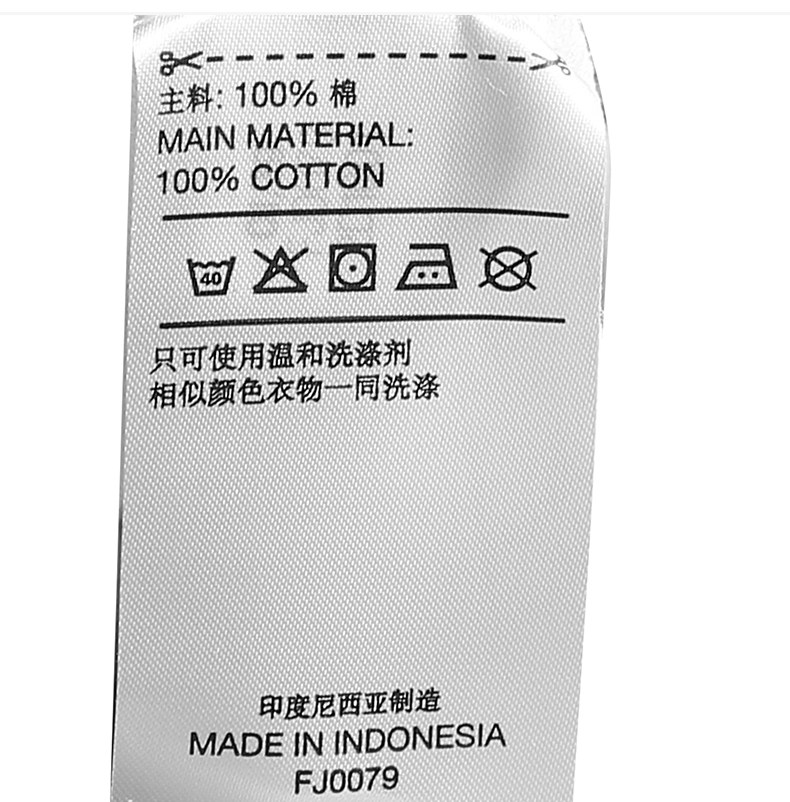 主料: 100% 棉
MAIN MATERIAL:
100% COTTON
40
只可使用温和洗涤剂
相似颜色衣物一同洗涤
印度尼西亚制造
MADE IN INDONESIA
FJ0079